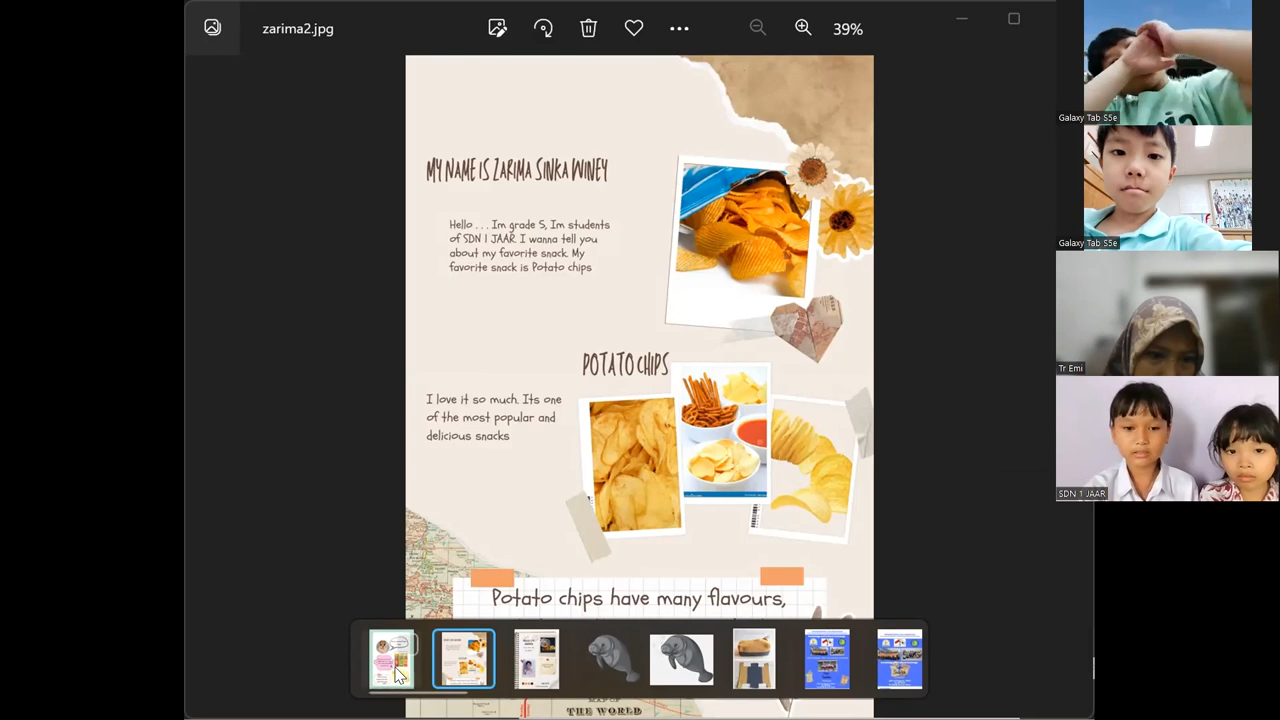 zarima2.jpg
39%
MY NAME IS ZARIMA SINKA WINEY
Hello . . . Im grade 5, Im students
of SDN 1 JAAR. I wanna tell you
about my favorite snack. My
favorite snack is Potato chips
POTATO CHIPS
I love it so much. Its one
of the most popular and
delicious snacks
Potato chips have many flavours,
THE WORLD
Galaxy Tab S5e
Galaxy Tab S5e
Tr Emi
SDN 1 JAAR